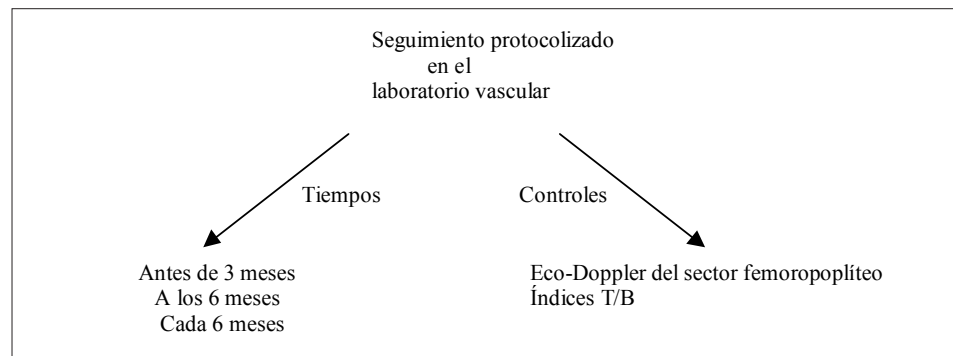 Seguimiento protocolizado
en el
laboratorio vascular
Tiempos
Controles
Antes de 3 meses
A los 6 meses
Cada 6 meses
Eco-Doppler del sector femoropoplíteo
Índices T/B